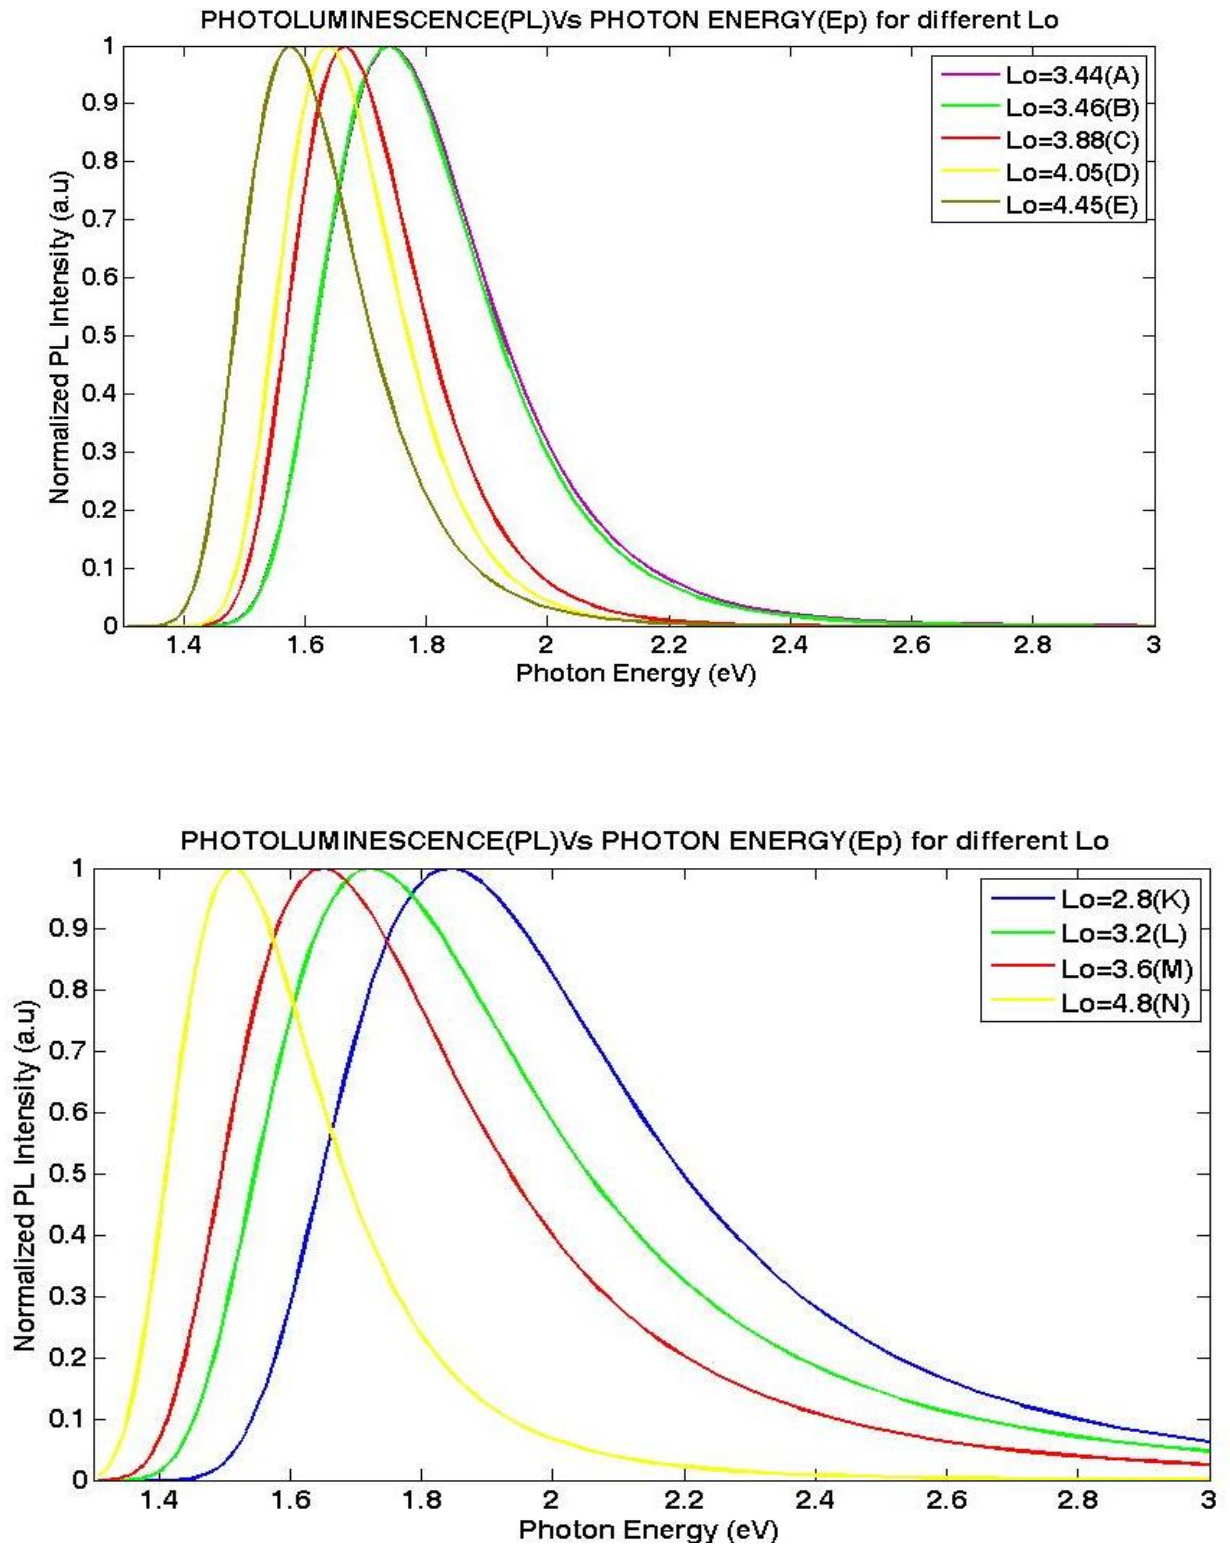 PHOTOLUMINESCENCE(PL)Vs PHOTON ENERGY(Ep) for different Lo
1
0.9
0.8
0.7
0.6
0.5
0.4
0.3
0.2
0.1
0
Normalized PL Intensity (a.u)
Lo=3.44(A)
Lo=3.46(B)
Lo=3.88(C)
Lo=4.05(D)
Lo=4.45(E)
1.4 1.6 1.8 2 2.2 2.4 2.6 2.8 3
Photon Energy (eV)
PHOTOLUMINESCENCE(PL)Vs PHOTON ENERGY(Ep) for different Lo
1
0.9
0.8
0.7
0.6
0.5
0.4
0.3
0.2
0.1
0
Normalized PL Intensity (a.u)
Lo=2.8(K)
Lo=3.2(L)
Lo=3.6(M)
Lo=4.8(N)
1.4 1.6 1.8 2 2.2 2.4 2.6 2.8 3
Photon Energy (eV)